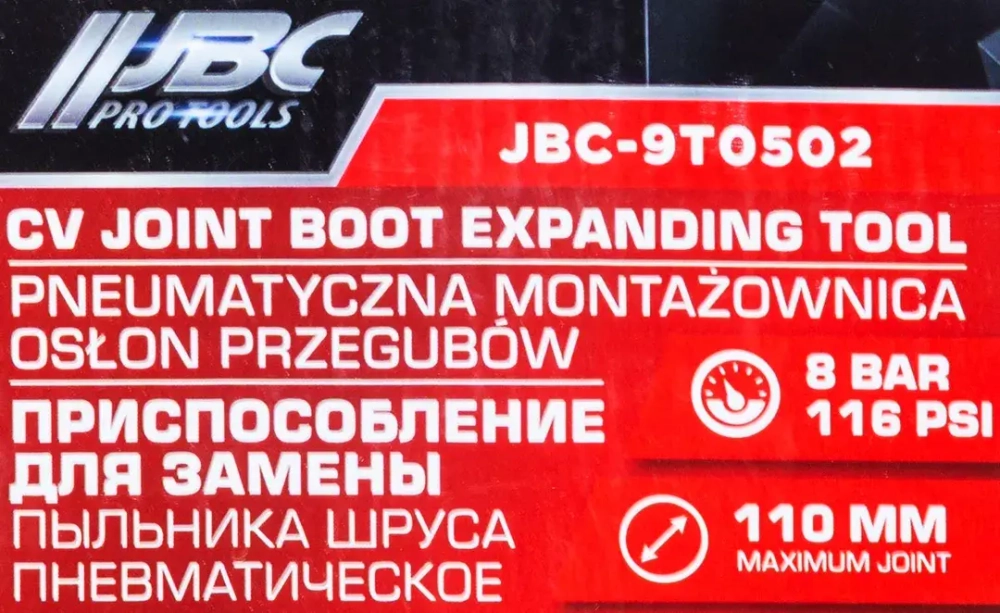 JBC
PRO TOOLS
JBC-9T0502
CV JOINT BOOT EXPANDING TOOL
PNEUMATYCZNA MONTAŻOWNICA
OSŁON PRZEGUBÓW
ПРИСПОСОБЛЕНИЕ
ДЛЯ ЗАМЕНЫ
ПЫЛЬНИКА ШРУСА
ПНЕВМАТИЧЕСКОЕ
8 BAR
116 PSI
110 MM
MAXIMUM JOINT